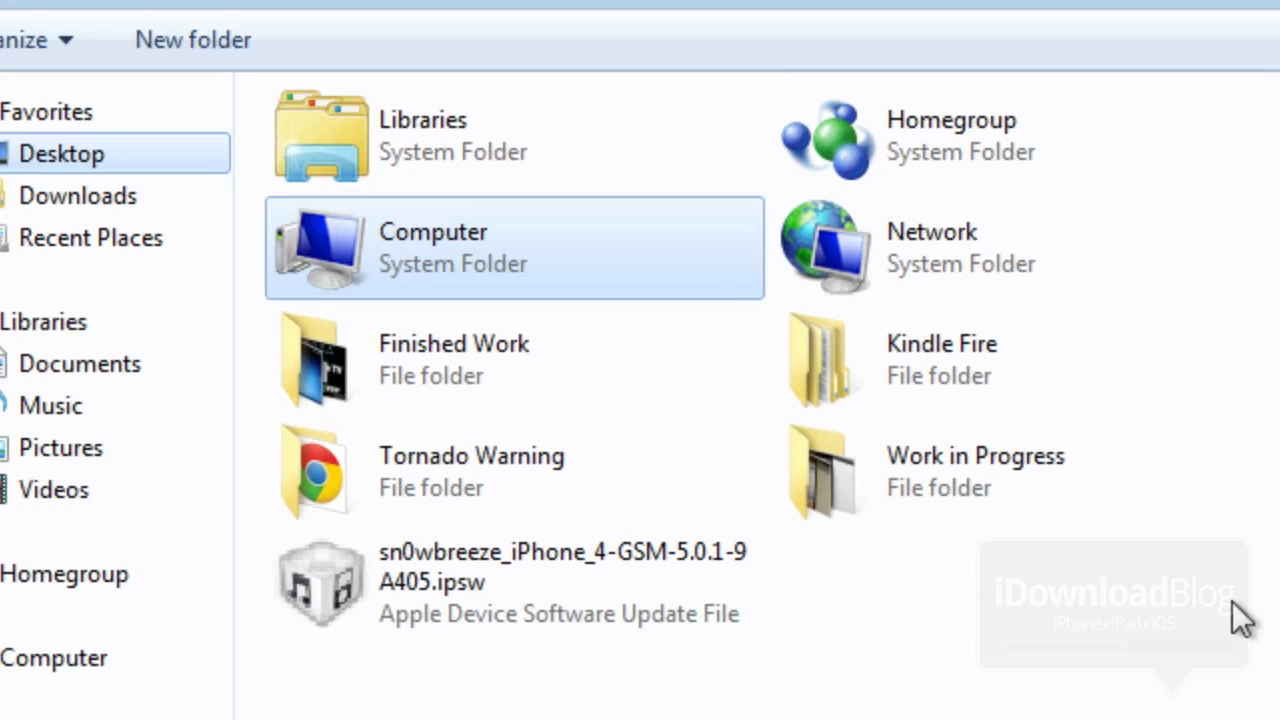 anize
New folder
Favorites
Desktop
Downloads
Recent Places
Libraries
Documents
Music
Pictures
Videos
Homegroup
Computer
Libraries
System Folder
Homegroup
System Folder
Computer
System Folder
Network
System Folder
Finished Work
File folder
Kindle Fire
File folder
Tornado Warning
File folder
Work in Progress
File folder
sn0wbreeze_iPhone_4-GSM-5.0.1-9
A405.ipsw
Apple Device Software Update File
iDownloadBlog
iPhone • iPad • iOS